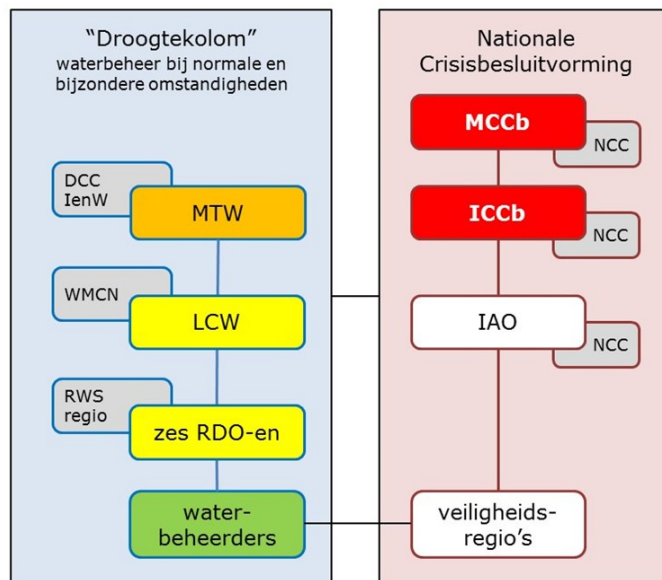 “Droogtekolom”
waterbeheer bij normale en
bijzondere omstandigheden
DCC
IenW
MTW
WMCN
LCW
RWS
regio
zes RDO-en
water-
beheerders
Nationale
Crisisbesluitvorming
MCCb
NCC
ICCb
NCC
IAO
NCC
veiligheids-
regio’s